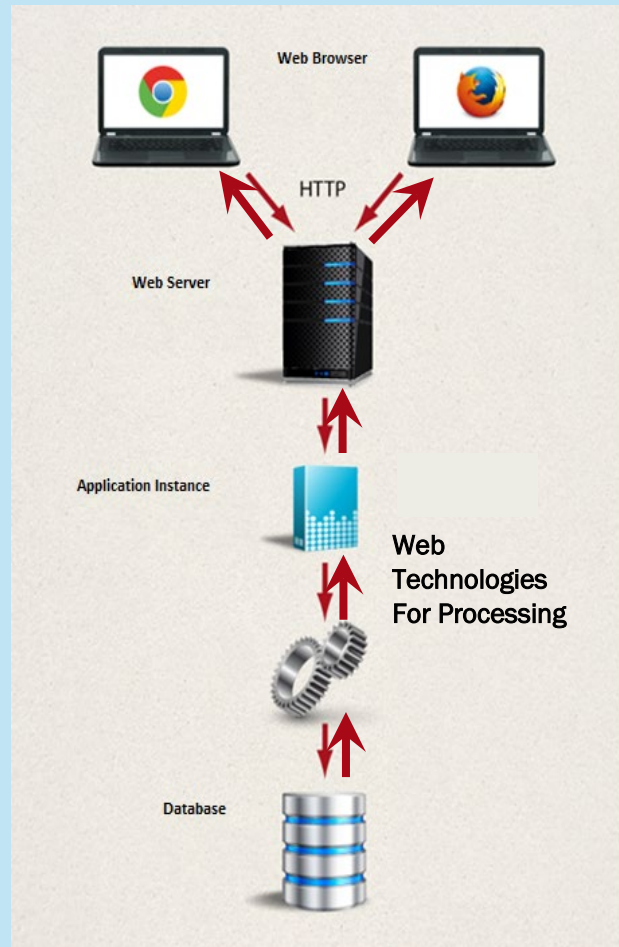 Web Browser
HTTP
Web Server
Application Instance
Web
Technologies
For Processing
Database